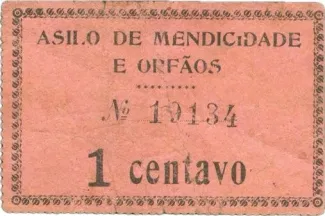 ASILO DE MENDICIDADE
E ORFÃOS
Nº 19134
1 centavo